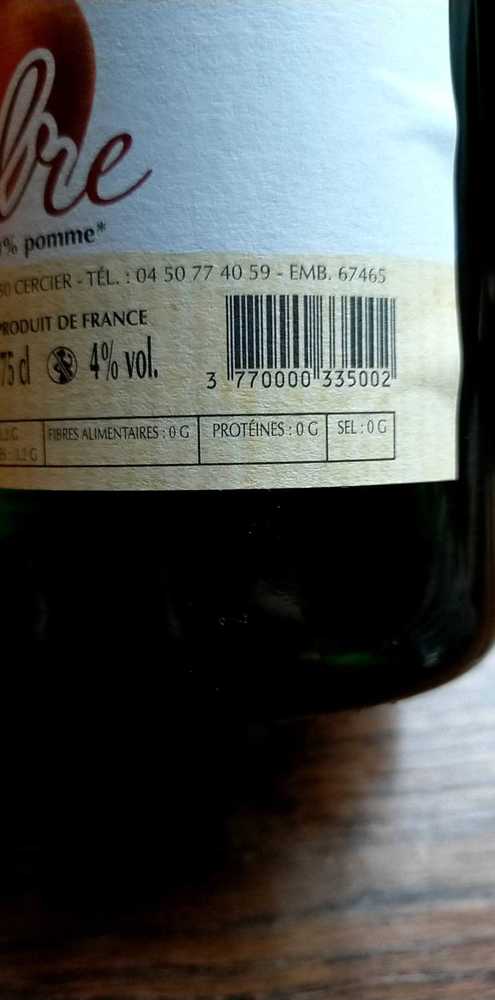 bre
% pomme*
CERCIER - TÉL. : 04 50 77 40 59 - EMB. 67465
PRODUIT DE FRANCE
75 cl 4% vol.
3 770000 335002
FIBRES ALIMENTAIRES : 0 G PROTÉINES : 0 G SEL : 0 G